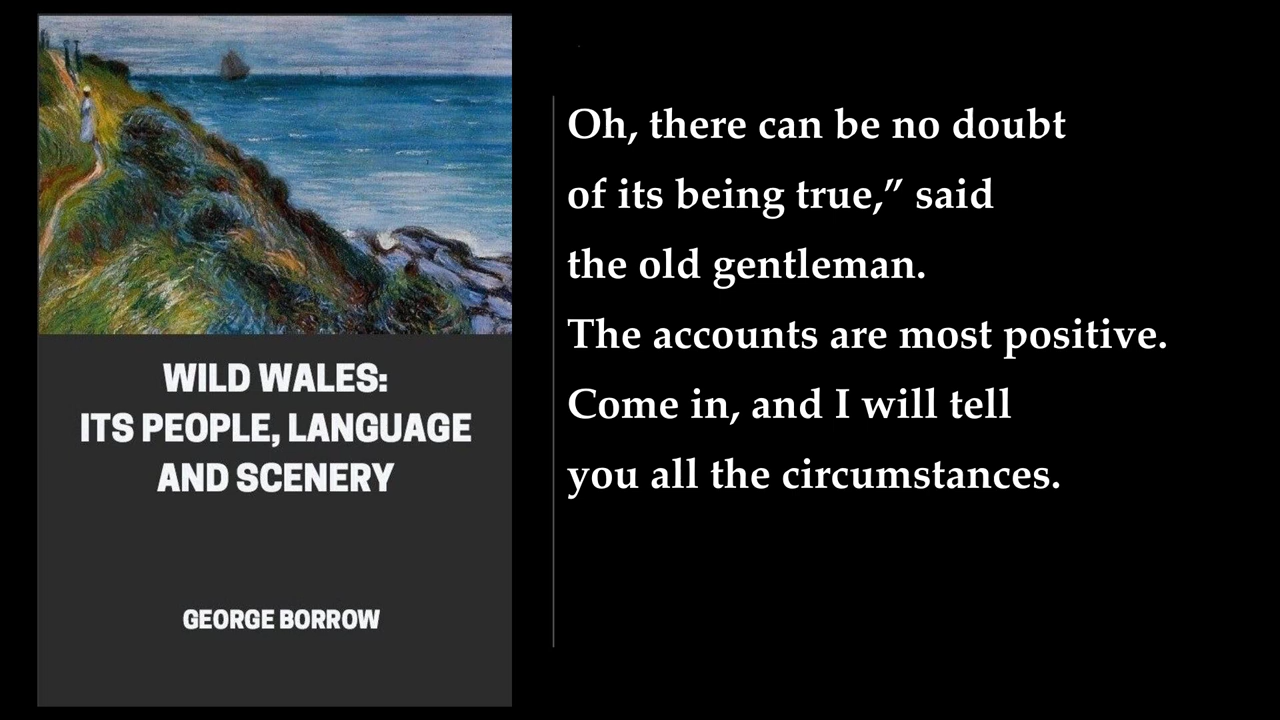 WILD WALES:
ITS PEOPLE, LANGUAGE
AND SCENERY
GEORGE BORROW
Oh, there can be no doubt
of its being true,” said
the old gentleman.
The accounts are most positive.
Come in, and I will tell
you all the circumstances.